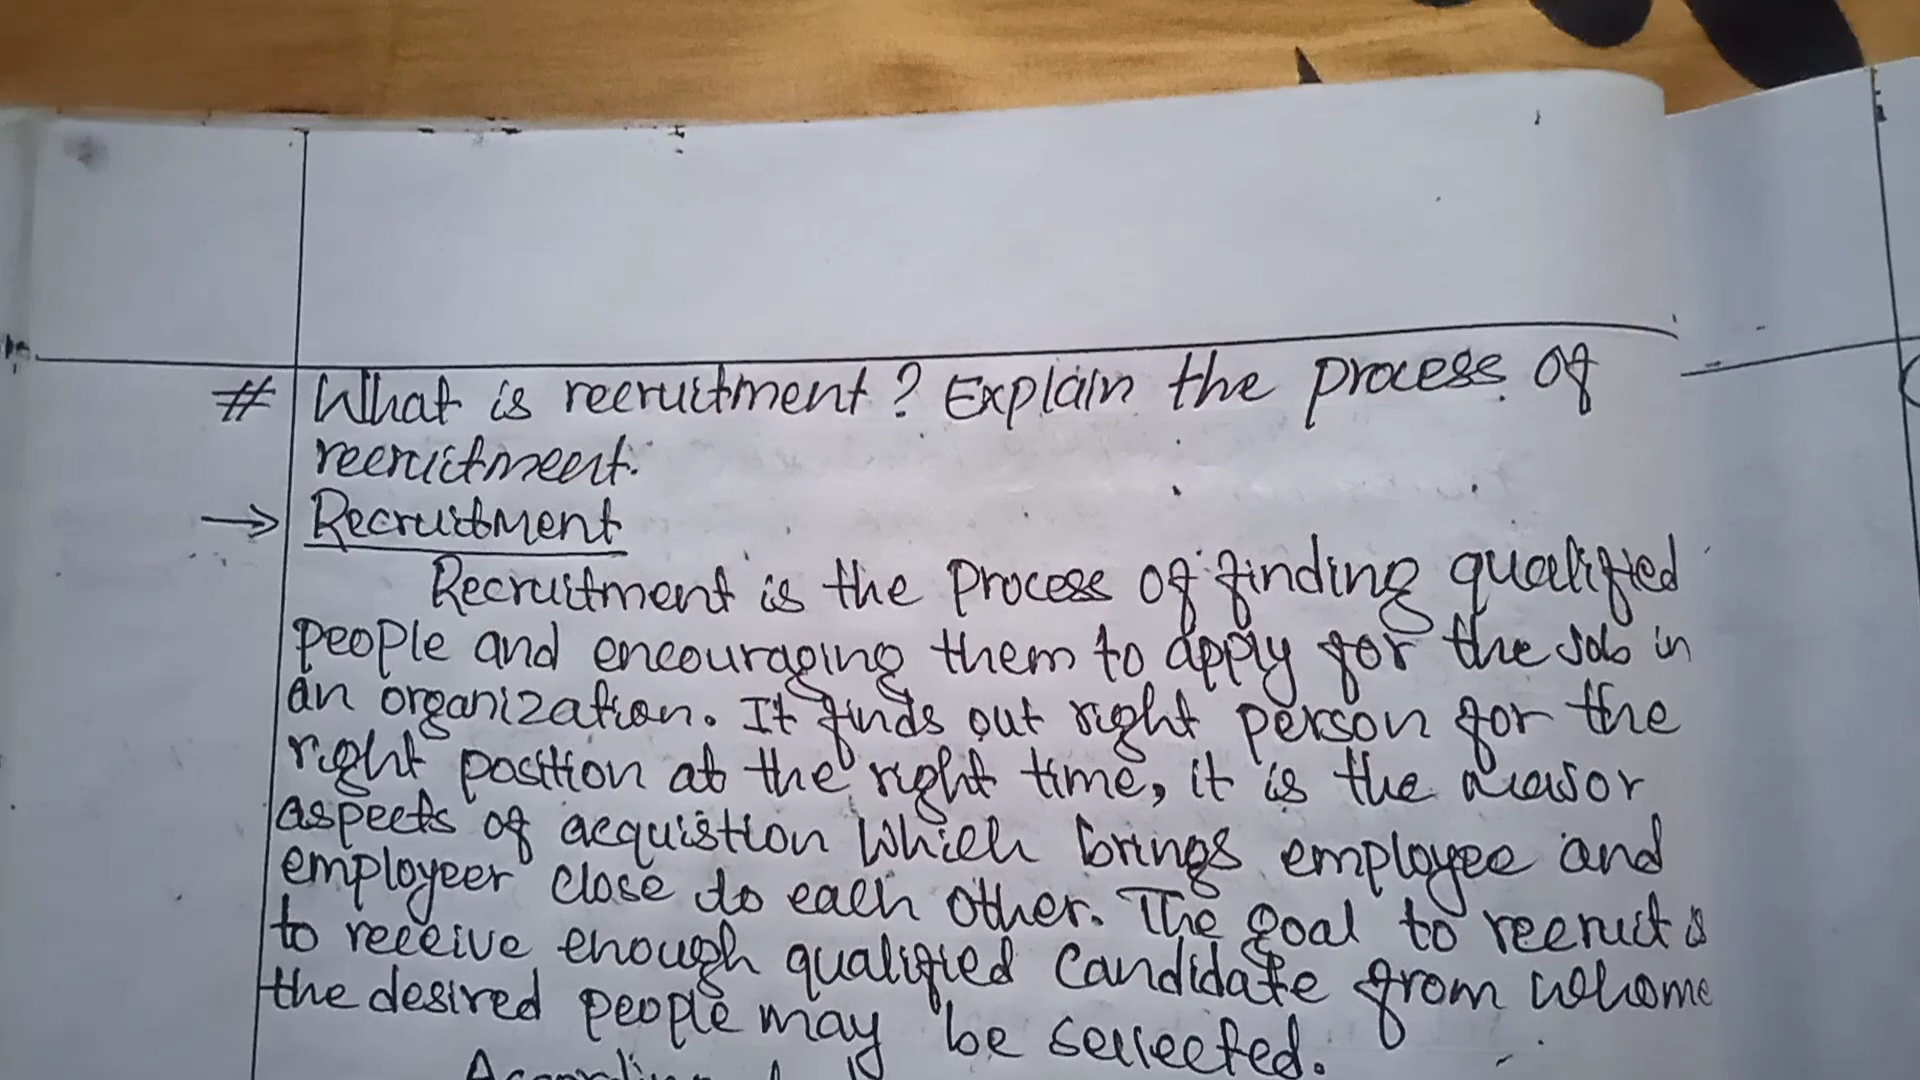 # What is recruitment? Explain the process of
recruitment.
→ Recruitment
Recruitment is the process of finding qualified
people and encouraging them to apply for the Job in
an organization. It finds out right person for the
right position at the right time, it is the major
aspects of acquistion which brings employee and
employeer close to each other. The goal to recruit is
to receive enough qualified candidate from whome
the desired people may be sellected.
According